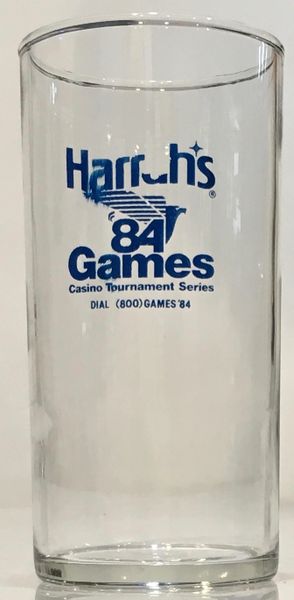 Harrah's®
84
Games
Casino Tournament Series
DIAL (800)GAMES '84